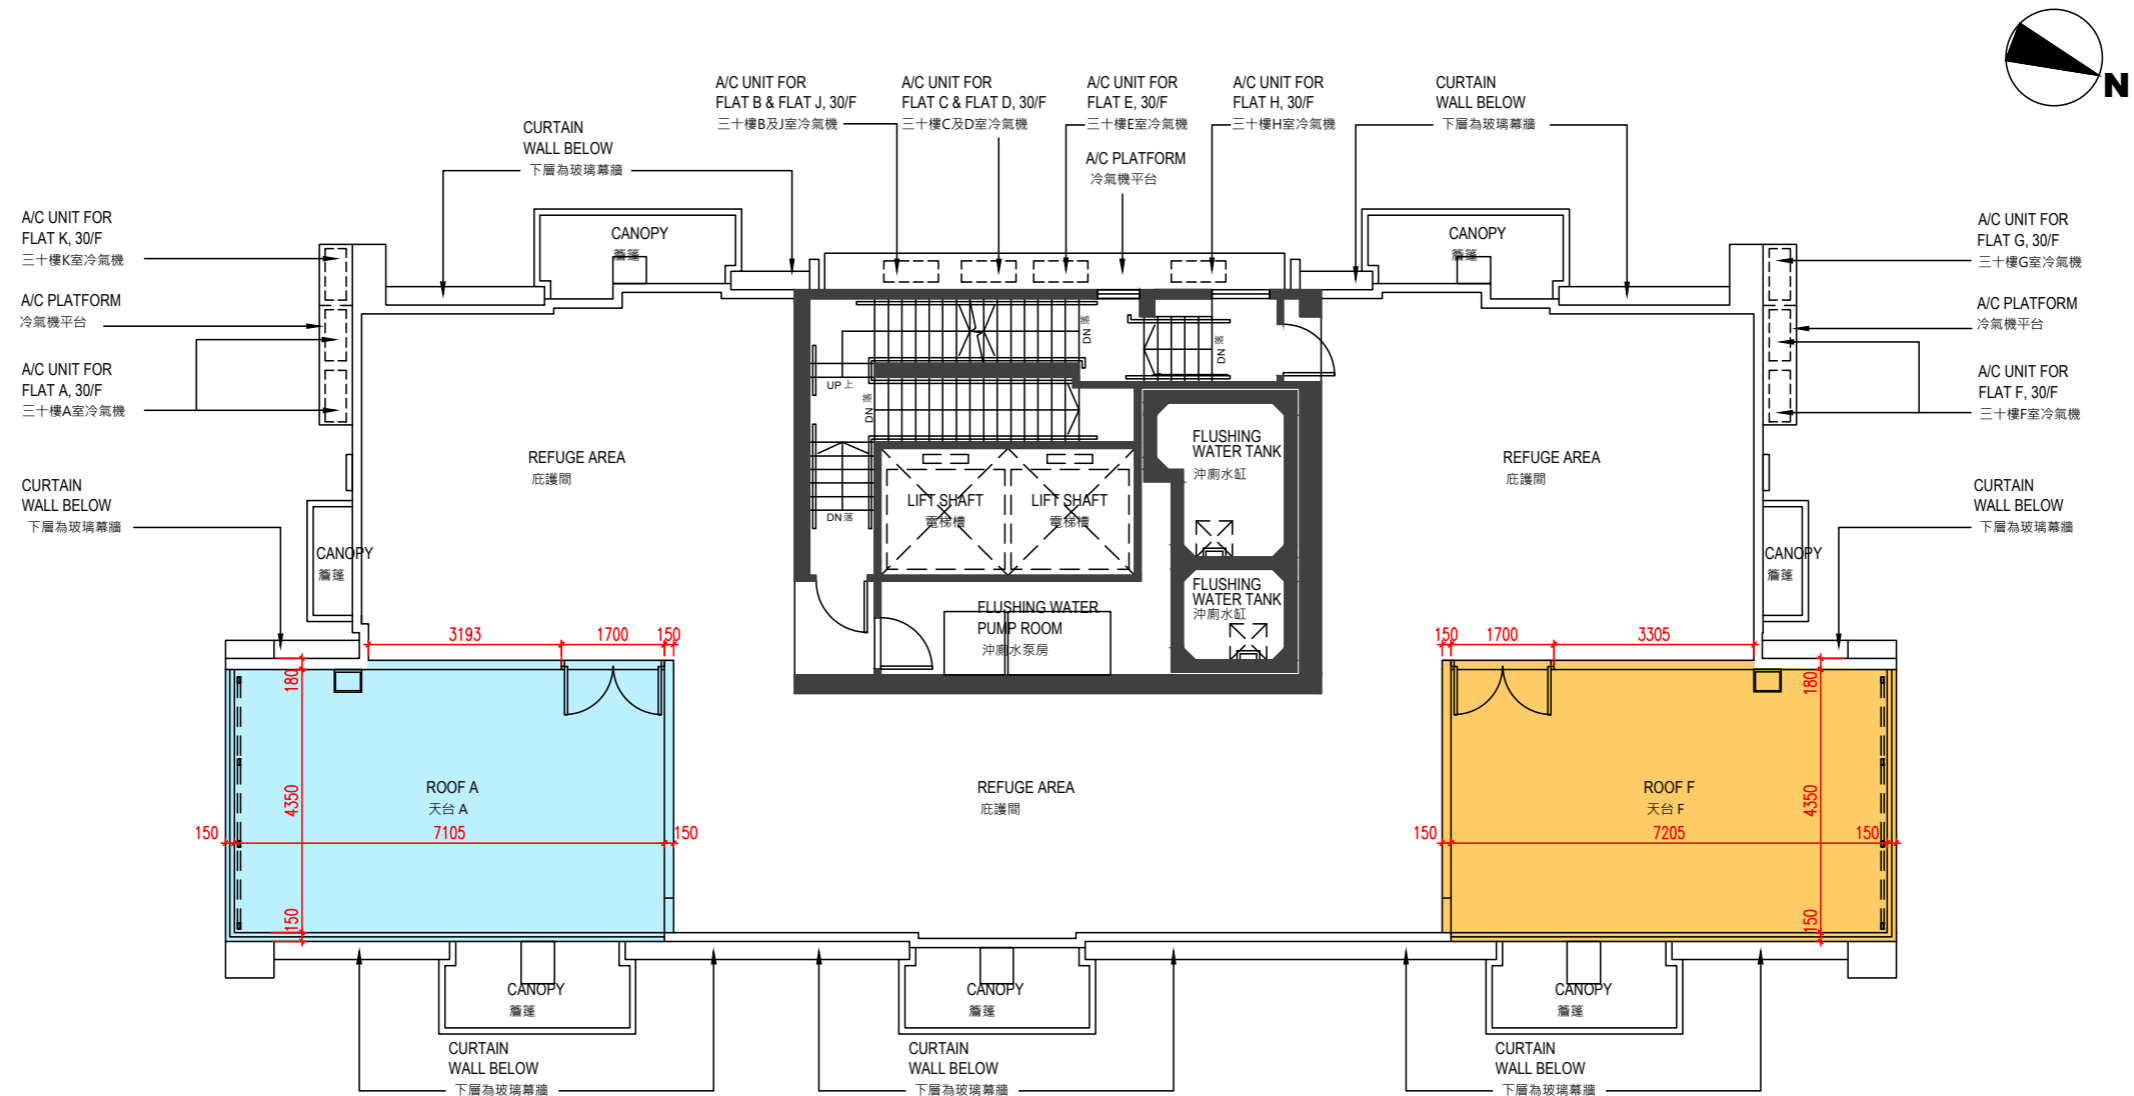 N
A/C UNIT FOR
FLAT B & FLAT J, 30/F
三十樓B及J室冷氣機
A/C UNIT FOR
FLAT C & FLAT D, 30/F
三十樓C及D室冷氣機
A/C UNIT FOR
FLAT E, 30/F
三十樓E室冷氣機
A/C UNIT FOR
FLAT H, 30/F
三十樓H室冷氣機
CURTAIN
WALL BELOW
下層為玻璃幕牆
CURTAIN
WALL BELOW
下層為玻璃幕牆
A/C PLATFORM
冷氣機平台
A/C UNIT FOR
FLAT K, 30/F
三十樓K室冷氣機
A/C PLATFORM
冷氣機平台
A/C UNIT FOR
FLAT A, 30/F
三十樓A室冷氣機
CURTAIN
WALL BELOW
下層為玻璃幕牆
CANOPY
簷篷
CANOPY
簷篷
A/C UNIT FOR
FLAT G, 30/F
三十樓G室冷氣機
A/C PLATFORM
冷氣機平台
A/C UNIT FOR
FLAT F, 30/F
三十樓F室冷氣機
CURTAIN
WALL BELOW
下層為玻璃幕牆
DN 落
DN 落
UP 上
DN 落
DN 落
REFUGE AREA
庇護間
LIFT SHAFT
電梯槽
LIFT SHAFT
電梯槽
FLUSHING
WATER TANK
沖廁水缸
REFUGE AREA
庇護間
CANOPY
簷篷
CANOPY
簷篷
FLUSHING WATER
PUMP ROOM
沖廁水泵房
FLUSHING
WATER TANK
沖廁水缸
3193
1700
150
150
1700
3305
180
180
ROOF A
天台 A
4350
150
7105
150
150
REFUGE AREA
庇護間
ROOF F
天台 F
4350
150
7205
150
150
CANOPY
簷篷
CANOPY
簷篷
CANOPY
簷篷
CURTAIN
WALL BELOW
下層為玻璃幕牆
CURTAIN
WALL BELOW
下層為玻璃幕牆
CURTAIN
WALL BELOW
下層為玻璃幕牆